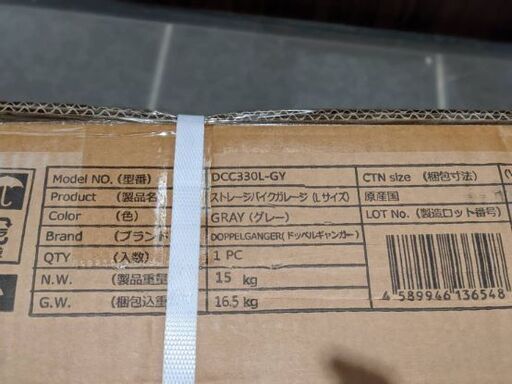 Model NO. (型番) DCC330L-GY CTN size (梱包寸法)
Product (製品名) ストレージバイクガレージ (Lサイズ) 原産国
Color (色) GRAY (グレー) LOT No. (製造ロット番号)
Brand (ブランド DOPPELGANGER(ドッペルギャンガー)
QTY (入数) 1 PC
N.W. (製品重量 15 kg
G.W. (梱包込重 16.5 kg
4 589946 136548